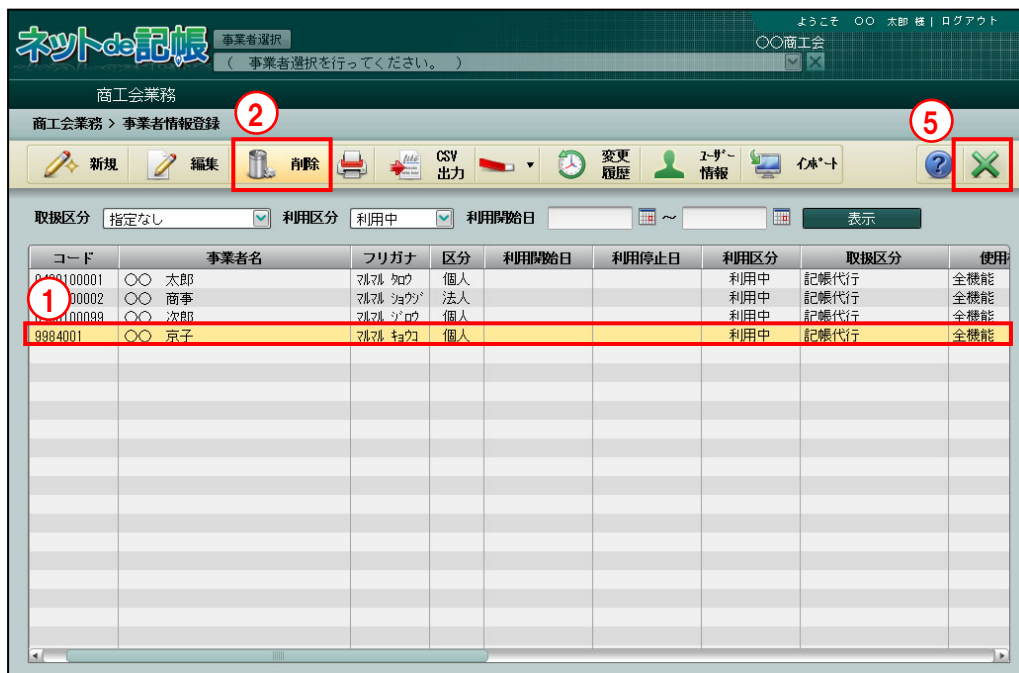 ようこそ 〇〇 太郎 様 | ログアウト
ネットde記帳 事業者選択 〇〇商工会
( 事業者選択を行ってください。 )
商工会業務
商工会業務 > 事業者情報登録
② ⑤
新規 編集 削除 CSV出力 変更履歴 ユーザー情報 インポート ?
取扱区分 指定なし 利用区分 利用中 利用開始日 ～ 表示
コード 事業者名 フリガナ 区分 利用開始日 利用停止日 利用区分 取扱区分 使用
00001 〇〇 太郎 マルマル タロウ 個人 利用中 記帳代行 全機能
① 00002 〇〇 商事 マルマル ショウジ 法人 利用中 記帳代行 全機能
00099 〇〇 次郎 マルマル ジロウ 個人 利用中 記帳代行 全機能
9984001 〇〇 京子 マルマル キョウコ 個人 利用中 記帳代行 全機能